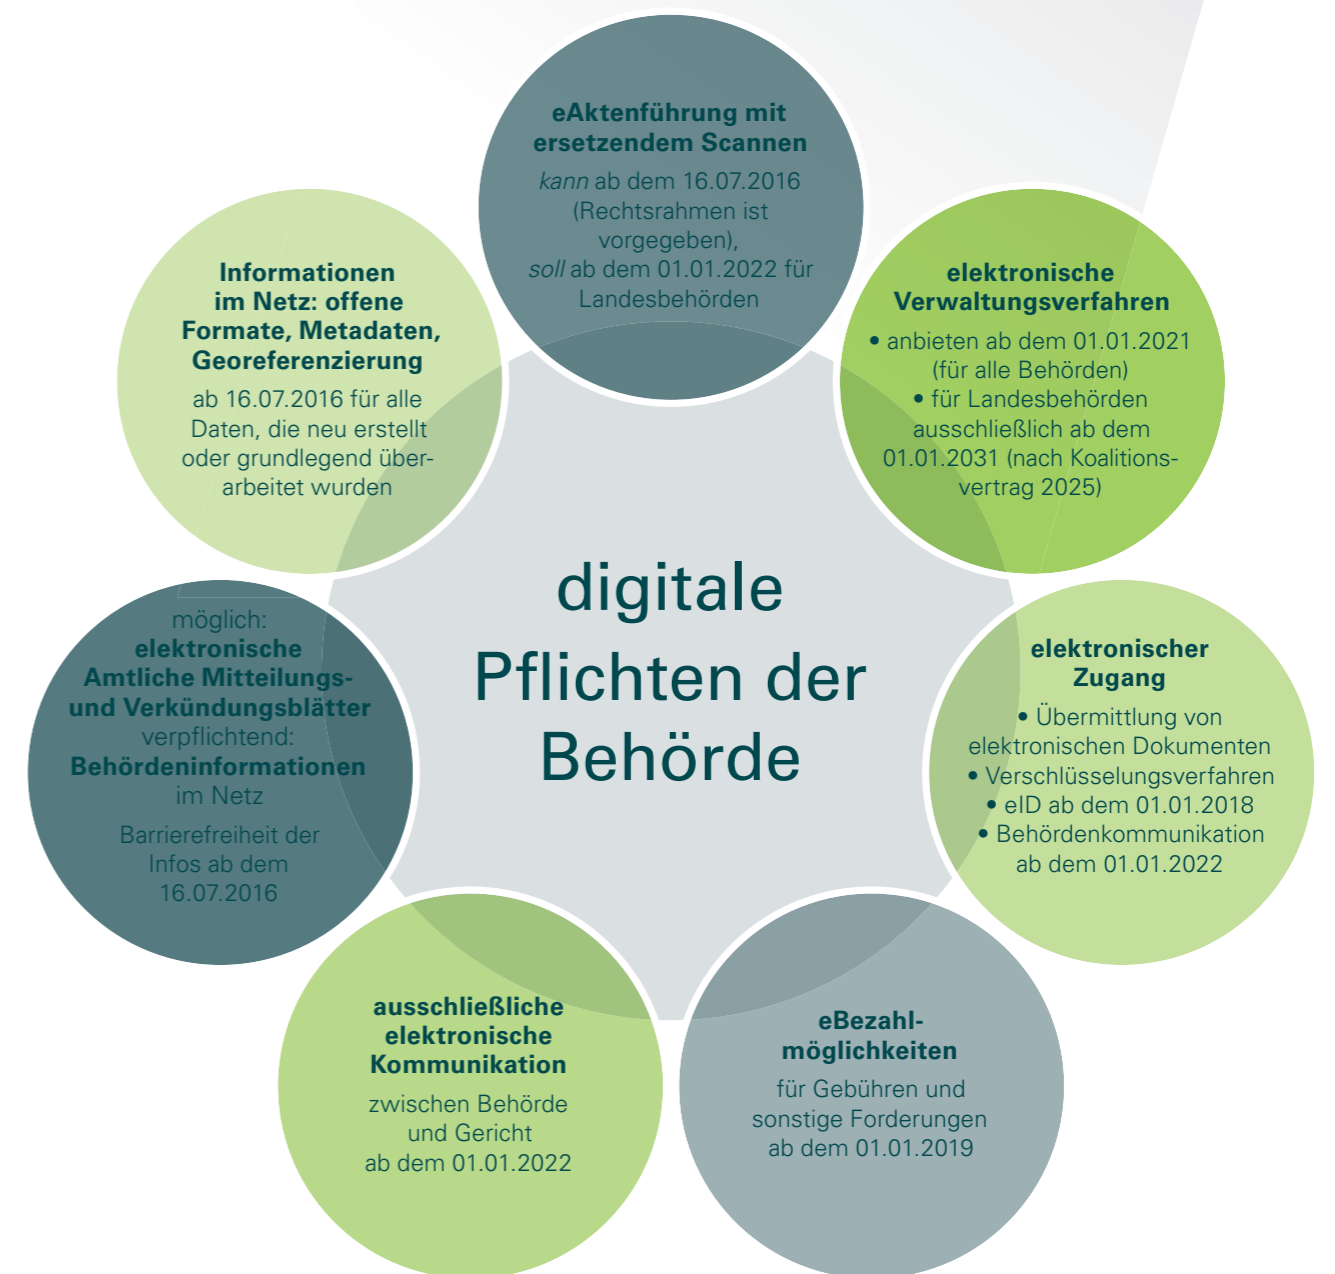 eAktenführung mit
ersetzendem Scannen
kann ab dem 16.07.2016
(Rechtsrahmen ist
vorgegeben),
soll ab dem 01.01.2022 für
Landesbehörden
elektronische
Verwaltungsverfahren
• anbieten ab dem 01.01.2021
(für alle Behörden)
• für Landesbehörden
ausschließlich ab dem
01.01.2031 (nach Koalitions-
vertrag 2025)
elektronischer
Zugang
• Übermittlung von
elektronischen Dokumenten
• Verschlüsselungsverfahren
• eID ab dem 01.01.2018
• Behördenkommunikation
ab dem 01.01.2022
eBezahl-
möglichkeiten
für Gebühren und
sonstige Forderungen
ab dem 01.01.2019
ausschließliche
elektronische
Kommunikation
zwischen Behörde
und Gericht
ab dem 01.01.2022
möglich:
elektronische
Amtliche Mitteilungs-
und Verkündungsblätter
verpflichtend:
Behördeninformationen
im Netz
Barrierefreiheit der
Infos ab dem
16.07.2016
Informationen
im Netz: offene
Formate, Metadaten,
Georeferenzierung
ab 16.07.2016 für alle
Daten, die neu erstellt
oder grundlegend über-
arbeitet wurden
digitale
Pflichten der
Behörde